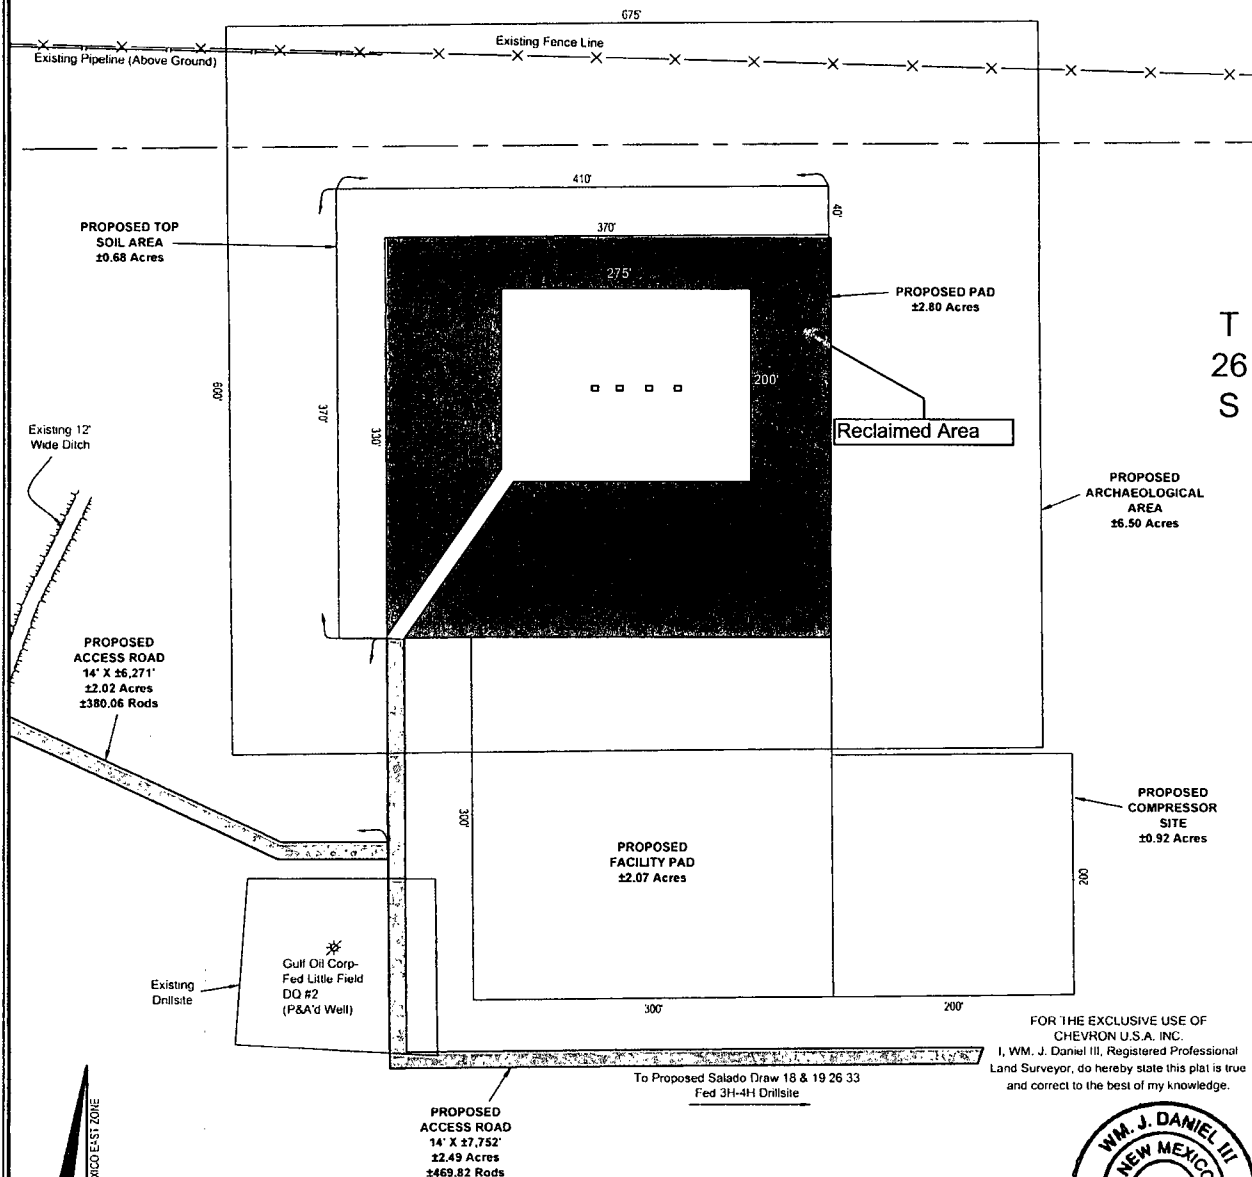 675'
Existing Fence Line
Existing Pipeline (Above Ground)
410'
40'
PROPOSED TOP
SOIL AREA
±0.68 Acres
370'
275'
PROPOSED PAD
±2.80 Acres
T
26
S
600'
370'
330'
200'
Reclaimed Area
Existing 12'
Wide Ditch
PROPOSED
ARCHAEOLOGICAL
AREA
±6.50 Acres
PROPOSED
ACCESS ROAD
14' X ±6,271'
±2.02 Acres
±380.06 Rods
PROPOSED
COMPRESSOR
SITE
±0.92 Acres
300'
PROPOSED
FACILITY PAD
±2.07 Acres
200'
Gulf Oil Corp-
Fed Little Field
DQ #2
(P&A'd Well)
Existing
Drillsite
300'
200'
FOR THE EXCLUSIVE USE OF
CHEVRON U.S.A. INC.
I, WM. J. Daniel III, Registered Professional
Land Surveyor, do hereby state this plat is true
and correct to the best of my knowledge.
To Proposed Salado Draw 18 & 19 26 33
Fed 3H-4H Drillsite
PROPOSED
ACCESS ROAD
14' X ±7,752'
±2.49 Acres
±469.82 Rods
XICO EAST ZONE
WM. J. DANIEL III
NEW MEXICO